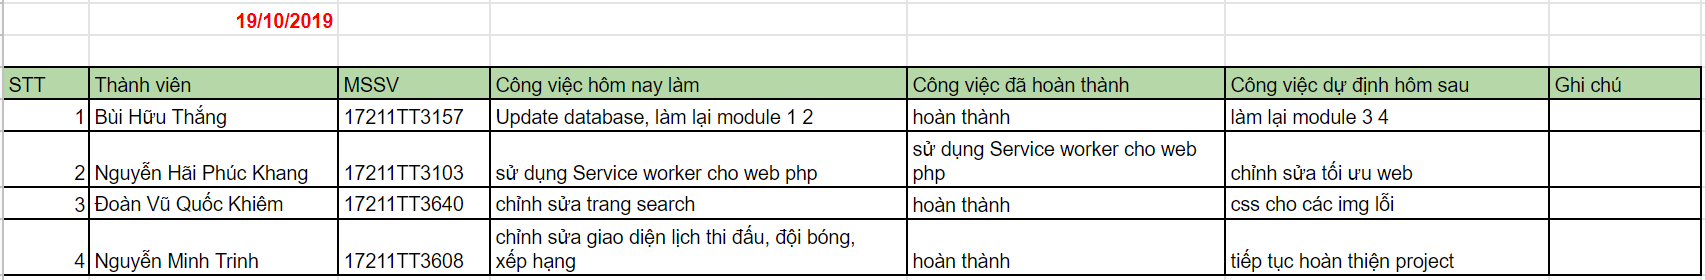 19/10/2019
STT Thành viên MSSV Công việc hôm nay làm Công việc đã hoàn thành Công việc dự định hôm sau Ghi chú
1 Bùi Hữu Thắng 17211TT3157 Update database, làm lại module 1 2 hoàn thành làm lại module 3 4
sử dụng Service worker cho web
2 Nguyễn Hãi Phúc Khang 17211TT3103 sử dụng Service worker cho web php php chỉnh sửa tối ưu web
3 Đoàn Vũ Quốc Khiêm 17211TT3640 chỉnh sửa trang search hoàn thành css cho các img lỗi
chỉnh sửa giao diện lịch thi đấu, đội bóng,
4 Nguyễn Minh Trinh 17211TT3608 xếp hạng hoàn thành tiếp tục hoàn thiện project